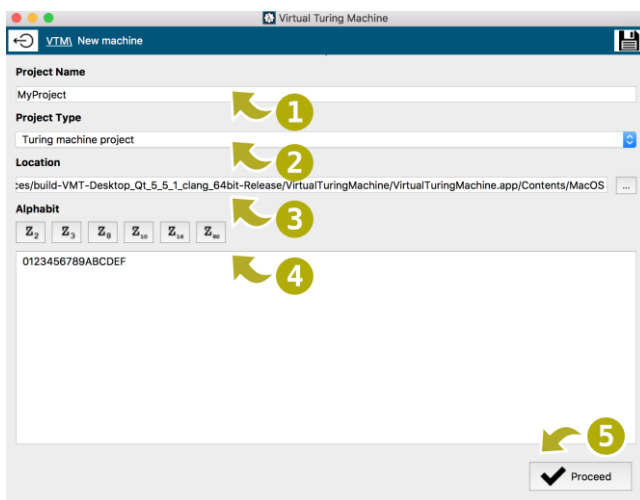 Virtual Turing Machine
VTM\ New machine
Project Name
MyProject
1
Project Type
Turing machine project
2
Location
ces/build-VMT-Desktop_Qt_5_5_1_clang_64bit-Release/VirtualTuringMachine/VirtualTuringMachine.app/Contents/MacOS ...
3
Alphabit
Z₂ Z₃ Z₈ Z₁₀ Z₁₆
4
0123456789ABCDEF
5
Proceed